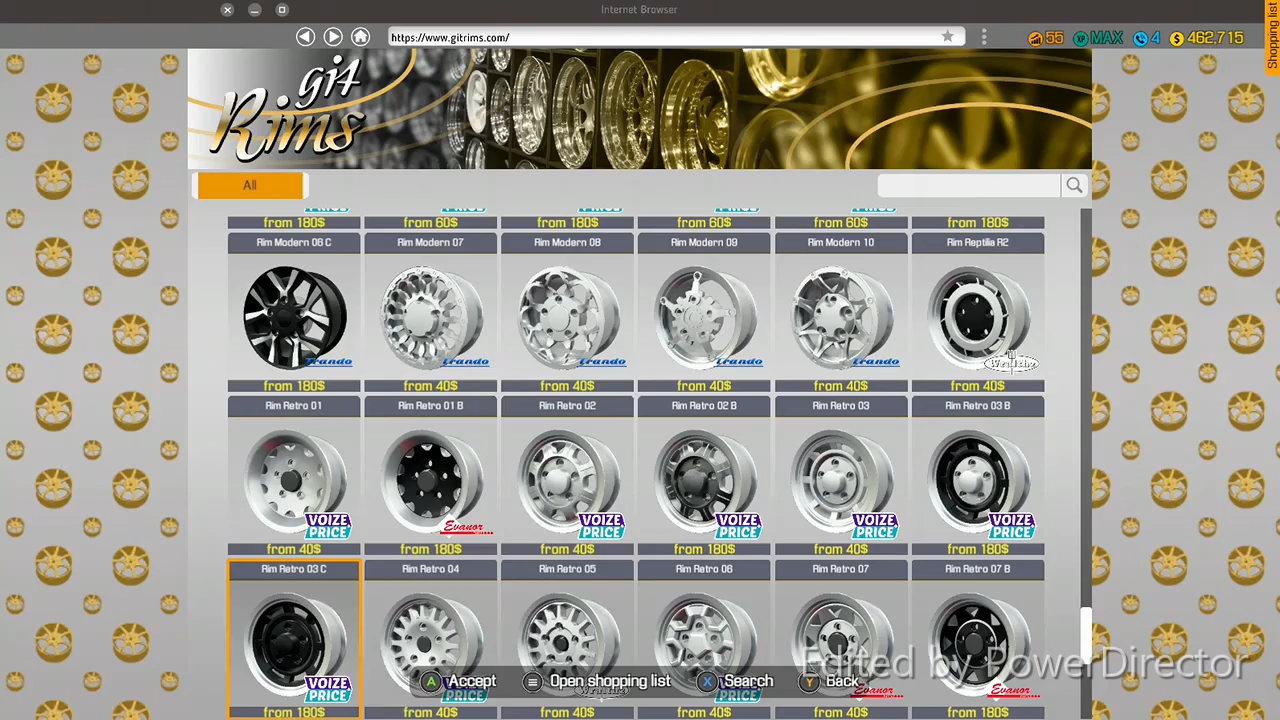 Internet Browser
https://www.gitrims.com/
55 MAX 4 $ 462,715
Shopping list
git Rims
All
from 180$ from 60$ from 180$ from 60$ from 60$ from 180$
Rim Modern 06 C Rim Modern 07 Rim Modern 08 Rim Modern 09 Rim Modern 10 Rim Reptilia R2
from 180$ from 40$ from 40$ from 40$ from 40$ from 40$
Rim Retro 01 Rim Retro 01 B Rim Retro 02 Rim Retro 02 B Rim Retro 03 Rim Retro 03 B
VOIZE PRICE Evanor VOIZE PRICE VOIZE PRICE VOIZE PRICE VOIZE PRICE
from 40$ from 180$ from 40$ from 180$ from 40$ from 180$
Rim Retro 03 C Rim Retro 04 Rim Retro 05 Rim Retro 06 Rim Retro 07 Rim Retro 07 B
Edited by PowerDirector
VOIZE PRICE PRICE PRICE Evanor Evanor
A Accept Open shopping list X Search Y Back
from 180$ from 40$ from 40$ from 40$ from 40$ from 180$